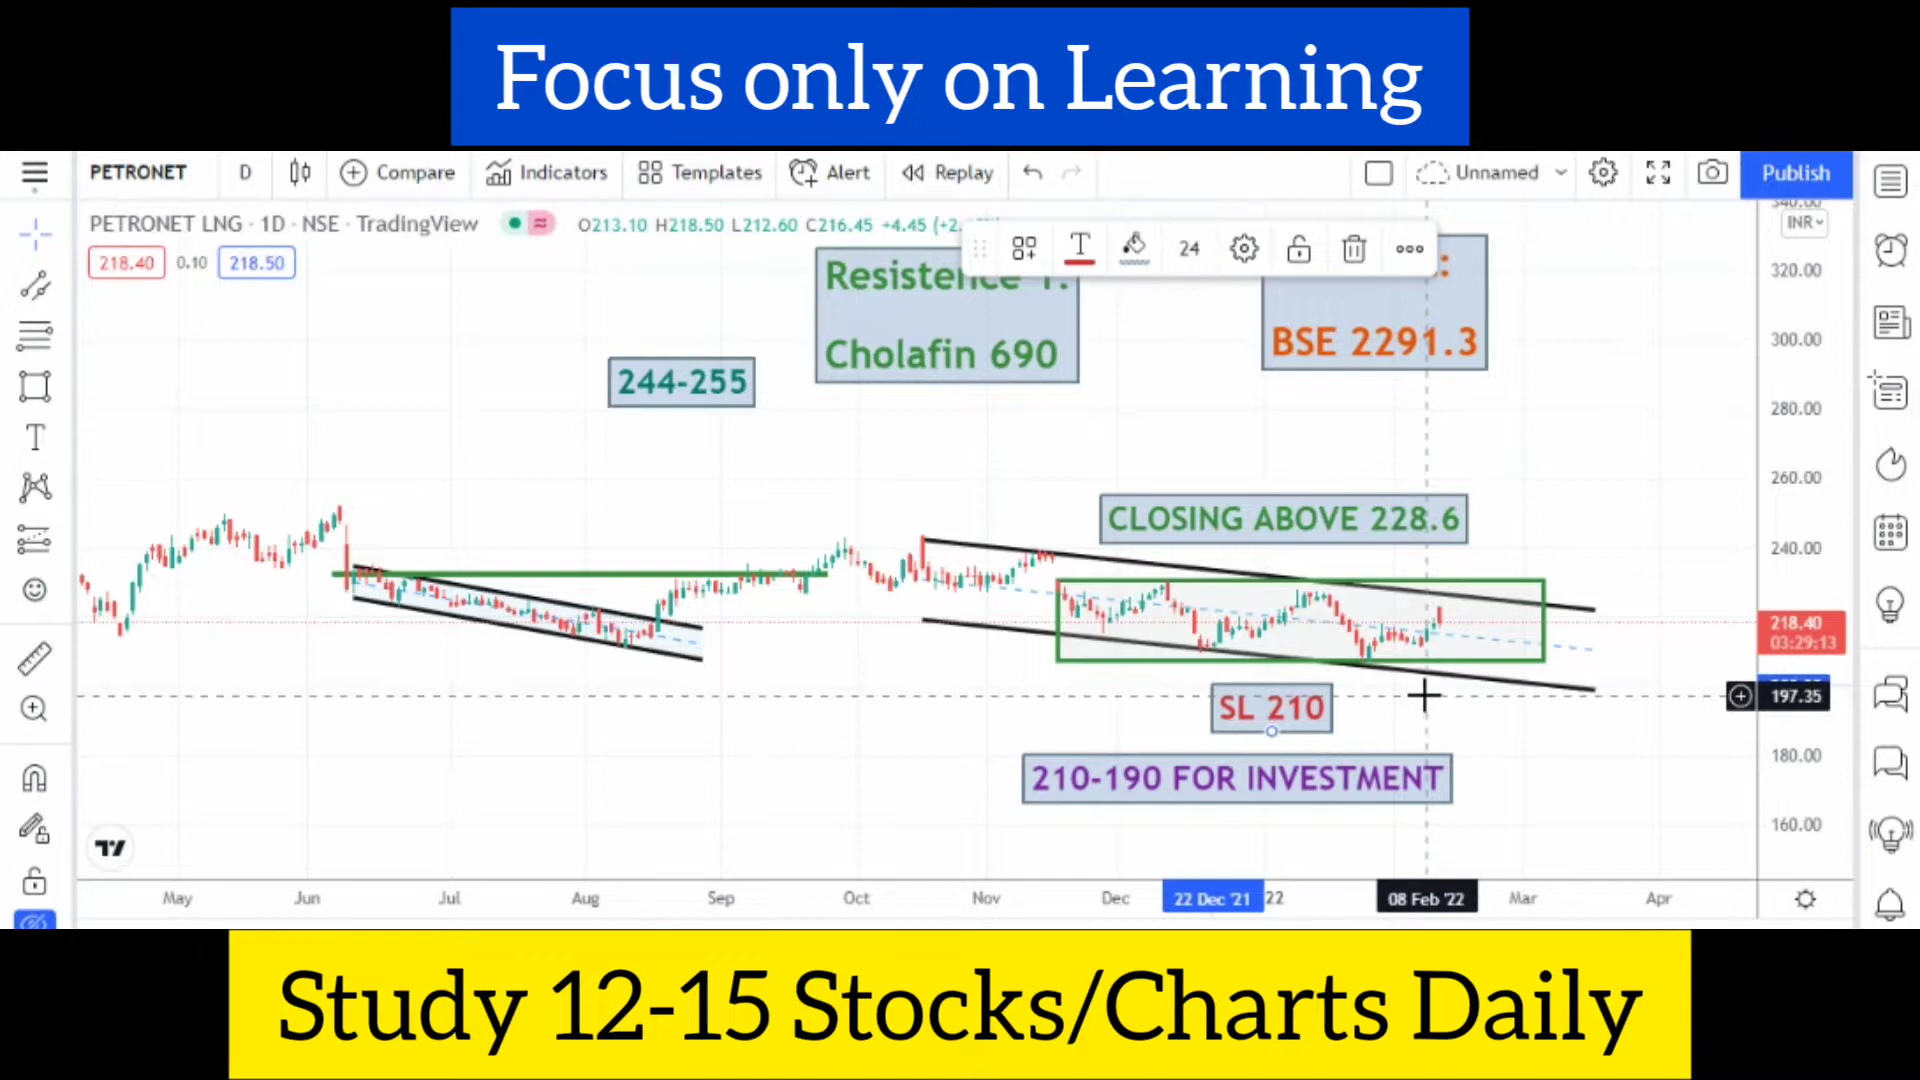 Focus only on Learning
PETRONET
D
Compare
Indicators
Templates
Alert
Replay
Unnamed
Publish
PETRONET LNG · 1D · NSE · TradingView
O213.10 H218.50 L212.60 C216.45 +4.45 (+2.
INR
218.40
0.10
218.50
24
Resistence 1:
Cholafin 690
BSE 2291.3
244-255
CLOSING ABOVE 228.6
SL 210
210-190 FOR INVESTMENT
320.00
300.00
280.00
260.00
240.00
218.40
03:29:13
197.35
180.00
160.00
May
Jun
Jul
Aug
Sep
Oct
Nov
Dec
22 Dec '21
22
08 Feb '22
Mar
Apr
Study 12-15 Stocks/Charts Daily